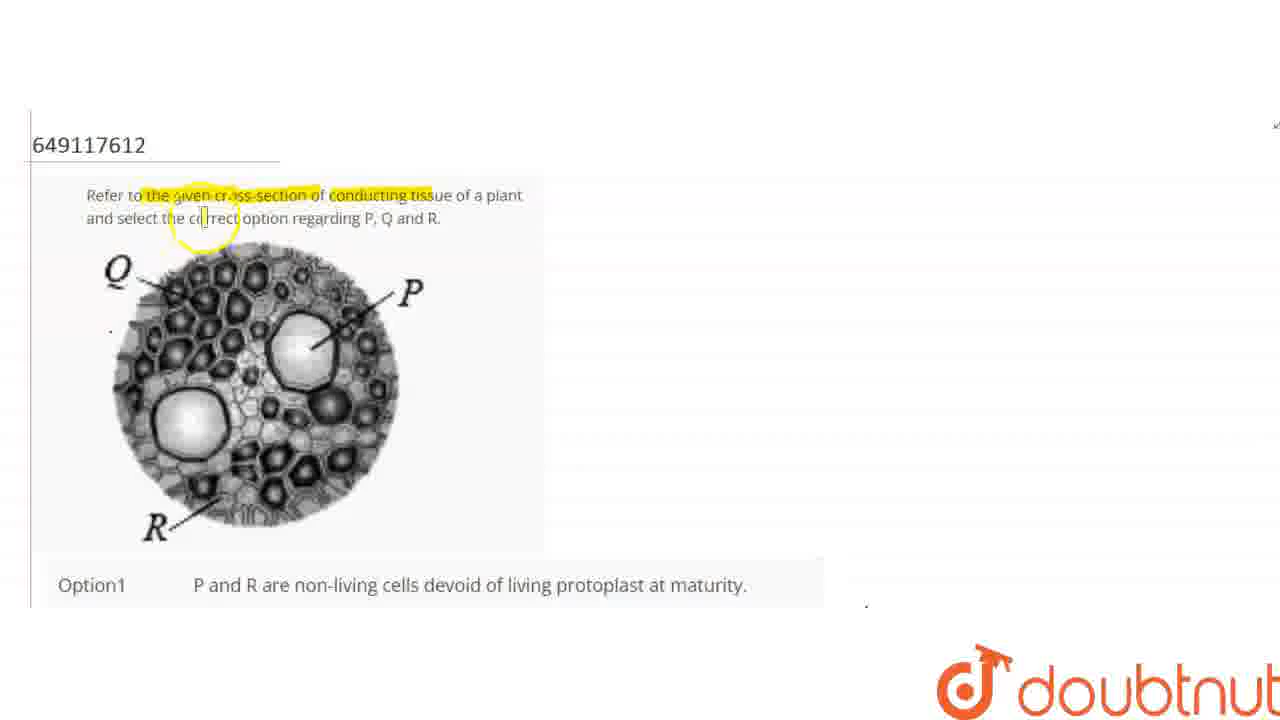 649117612
Refer to the given cross-section of conducting tissue of a plant
and select the correct option regarding P, Q and R.
Q
P
R
Option1 P and R are non-living cells devoid of living protoplast at maturity.
doubtnut